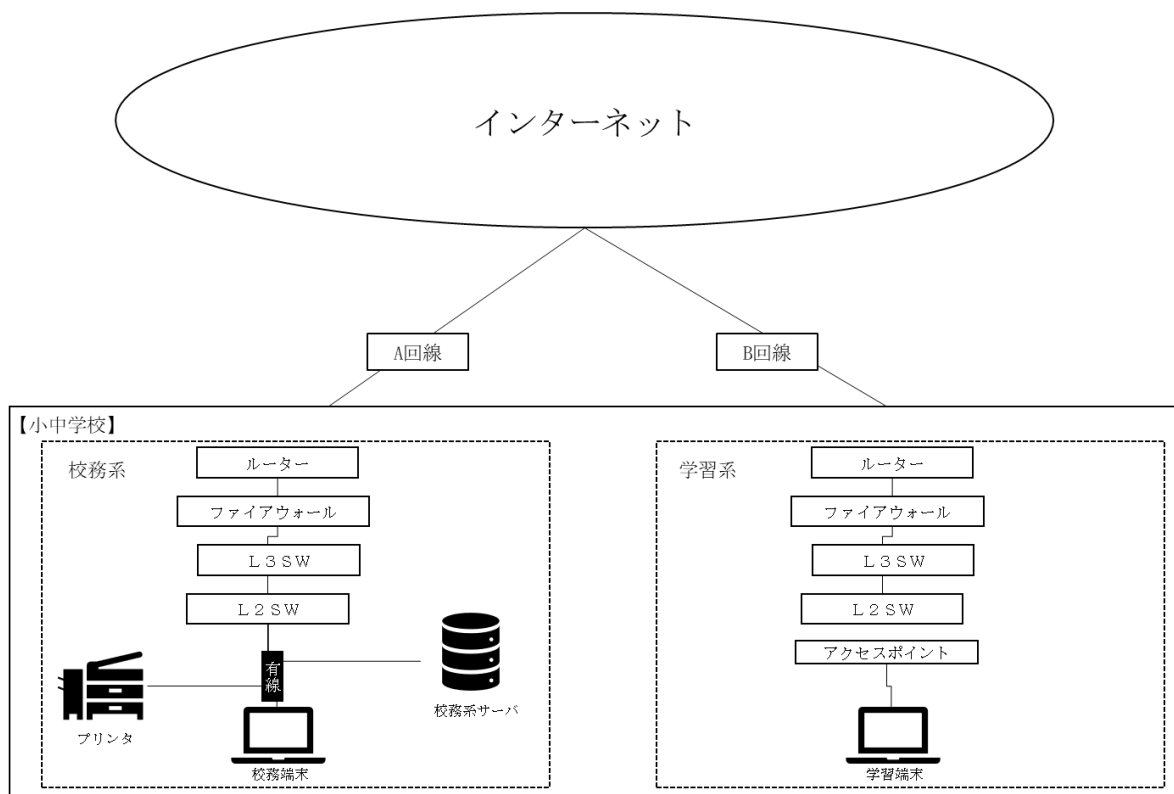 インターネット
A回線
B回線
【小中学校】
校務系
ルーター
ファイアウォール
Ｌ３ＳＷ
Ｌ２ＳＷ
有線
プリンタ
校務系サーバ
校務端末
学習系
ルーター
ファイアウォール
Ｌ３ＳＷ
Ｌ２ＳＷ
アクセスポイント
学習端末